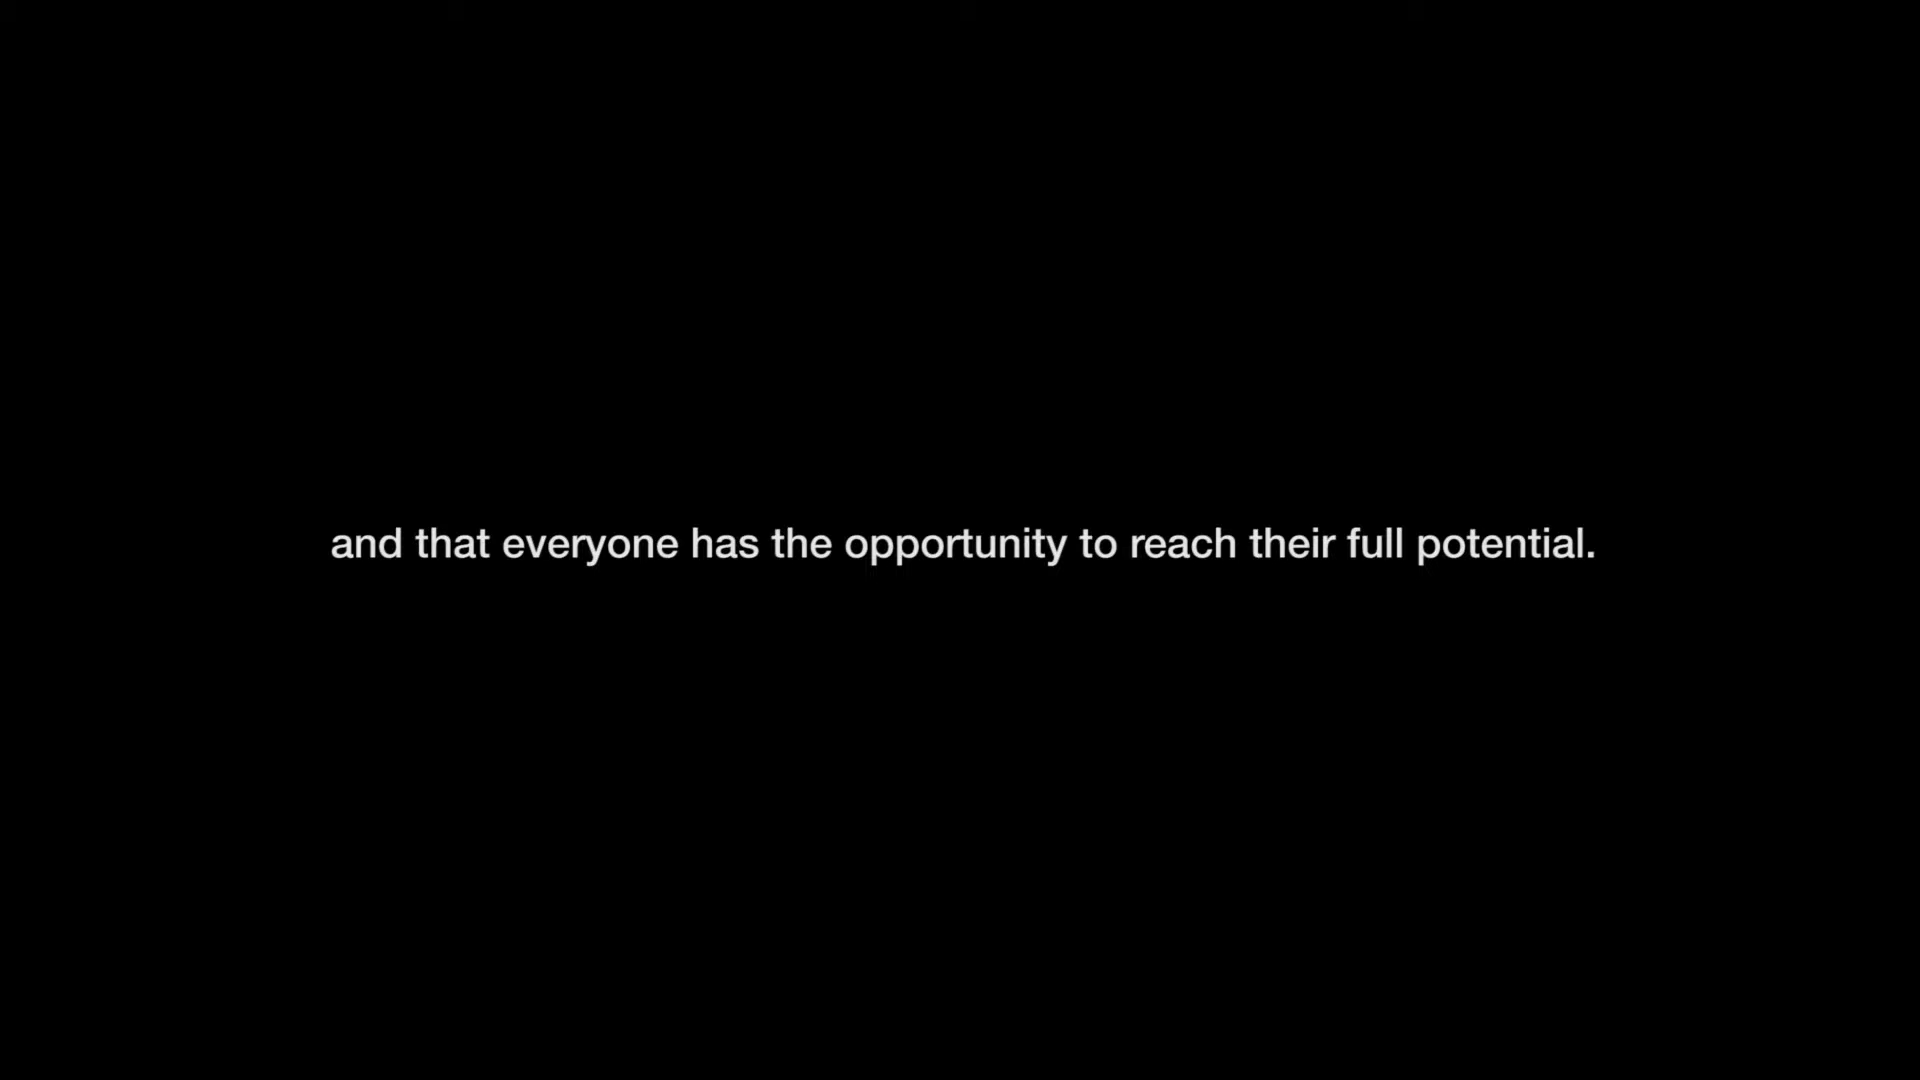 and that everyone has the opportunity to reach their full potential.